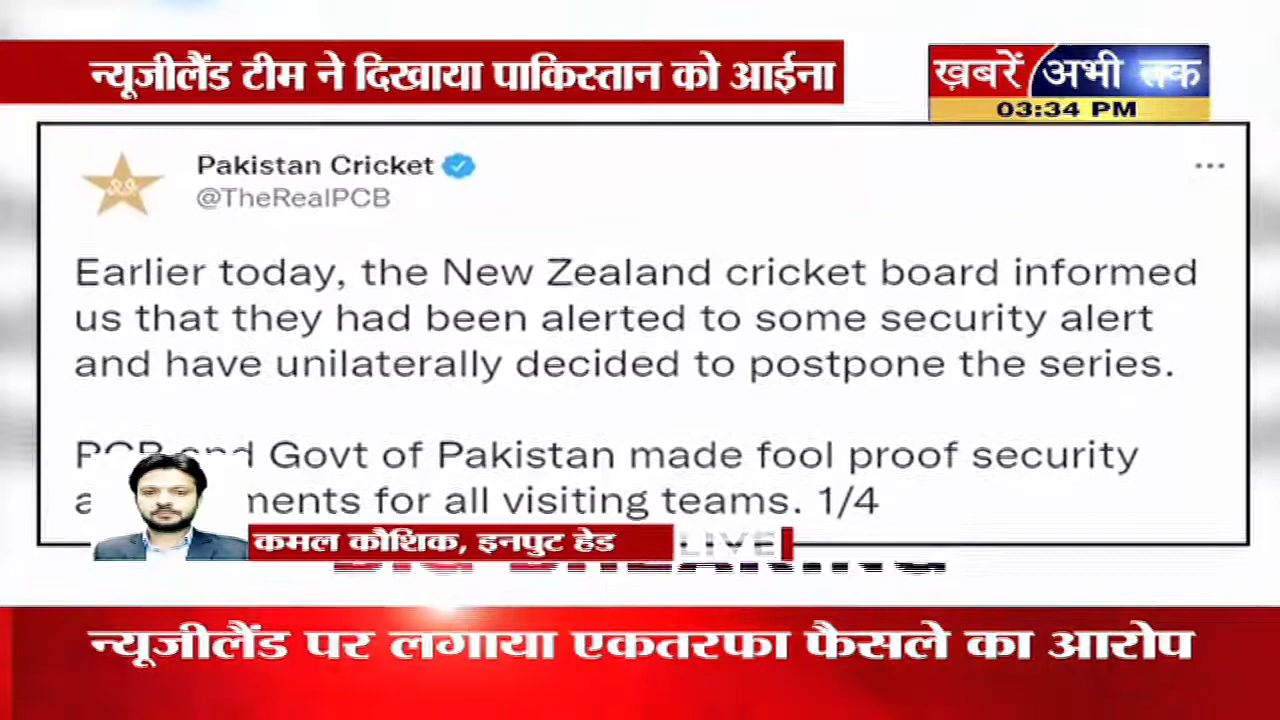 न्यूजीलैंड टीम ने दिखाया पाकिस्तान को आईना
ख़बरें अभी तक
03:34 PM
Pakistan Cricket
@TheRealPCB
Earlier today, the New Zealand cricket board informed
us that they had been alerted to some security alert
and have unilaterally decided to postpone the series.
PCB and Govt of Pakistan made fool proof security
for all visiting teams. 1/4
कमल कौशिक, इनपुट हेड
LIVE
न्यूजीलैंड पर लगाया एकतरफा फैसले का आरोप